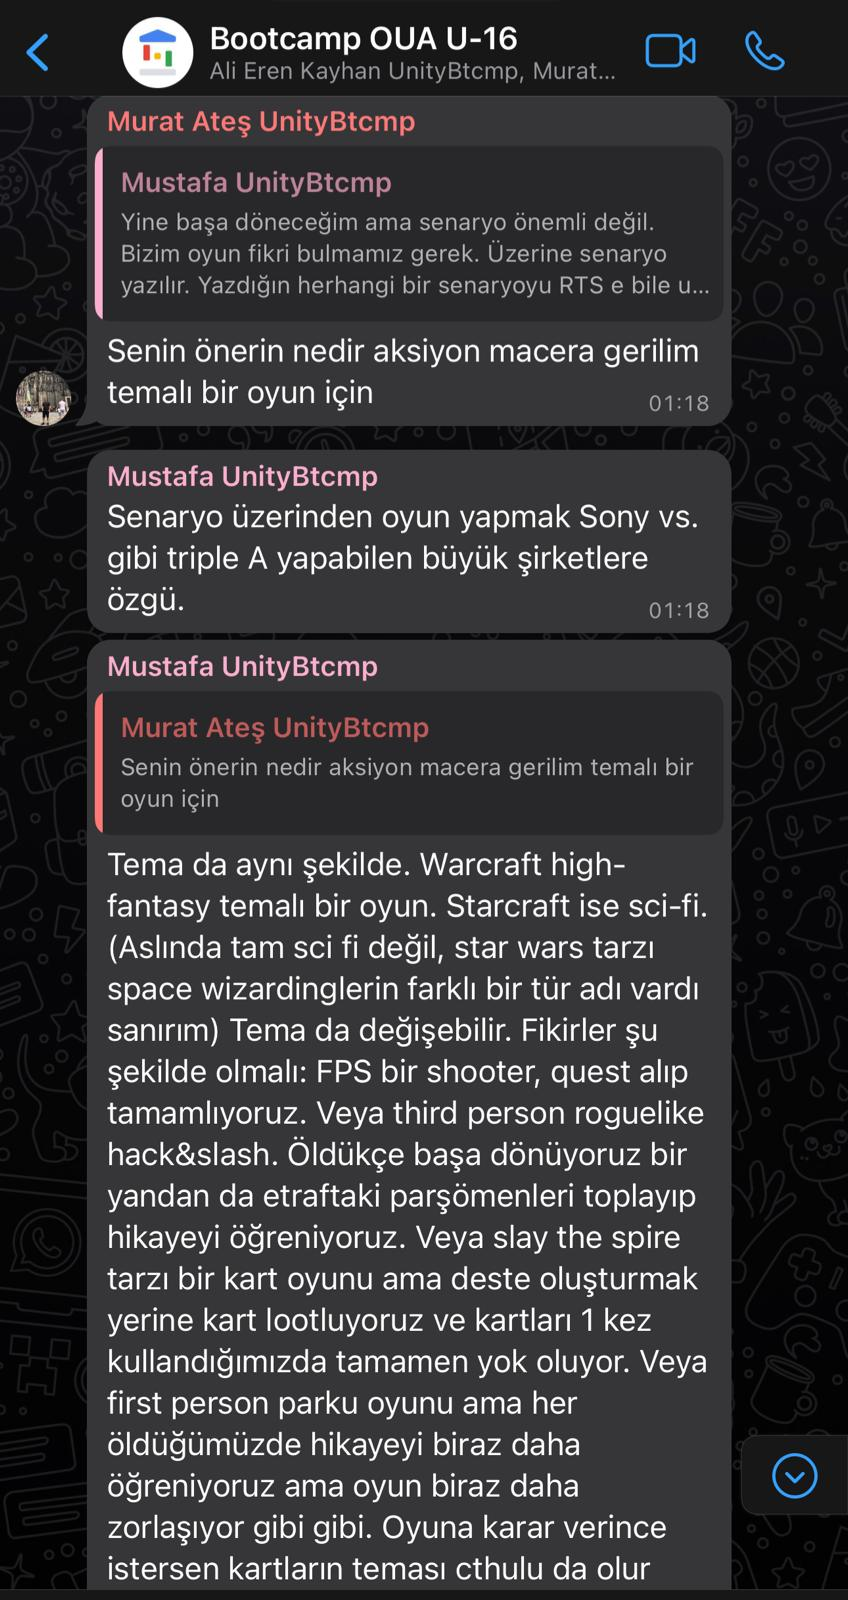 Bootcamp OUA U-16
Ali Eren Kayhan UnityBtcmp, Murat...
Murat Ateş UnityBtcmp
Mustafa UnityBtcmp
Yine başa döneceğim ama senaryo önemli değil.
Bizim oyun fikri bulmamız gerek. Üzerine senaryo
yazılır. Yazdığın herhangi bir senaryoyu RTS e bile u...
Senin önerin nedir aksiyon macera gerilim
temalı bir oyun için
01:18
Mustafa UnityBtcmp
Senaryo üzerinden oyun yapmak Sony vs.
gibi triple A yapabilen büyük şirketlere
özgü.
01:18
Mustafa UnityBtcmp
Murat Ateş UnityBtcmp
Senin önerin nedir aksiyon macera gerilim temalı bir
oyun için
Tema da aynı şekilde. Warcraft high-
fantasy temalı bir oyun. Starcraft ise sci-fi.
(Aslında tam sci fi değil, star wars tarzı
space wizardinglerin farklı bir tür adı vardı
sanırım) Tema da değişebilir. Fikirler şu
şekilde olmalı: FPS bir shooter, quest alıp
tamamlıyoruz. Veya third person roguelike
hack&slash. Öldükçe başa dönüyoruz bir
yandan da etraftaki parşömenleri toplayıp
hikayeyi öğreniyoruz. Veya slay the spire
tarzı bir kart oyunu ama deste oluşturmak
yerine kart lootluyoruz ve kartları 1 kez
kullandığımızda tamamen yok oluyor. Veya
first person parku oyunu ama her
öldüğümüzde hikayeyi biraz daha
öğreniyoruz ama oyun biraz daha
zorlaşıyor gibi gibi. Oyuna karar verince
istersen kartların teması cthulu da olur